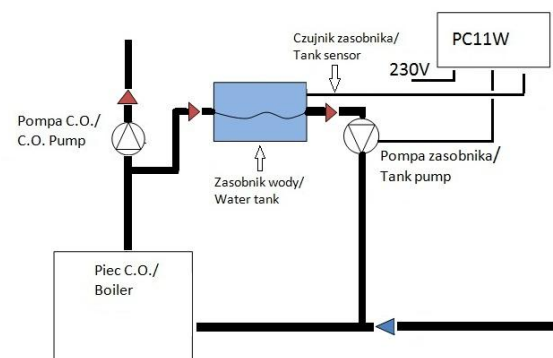 Czujnik zasobnika/
Tank sensor
PC11W
230V
Pompa C.O./
C.O. Pump
Pompa zasobnika/
Tank pump
Zasobnik wody/
Water tank
Piec C.O./
Boiler